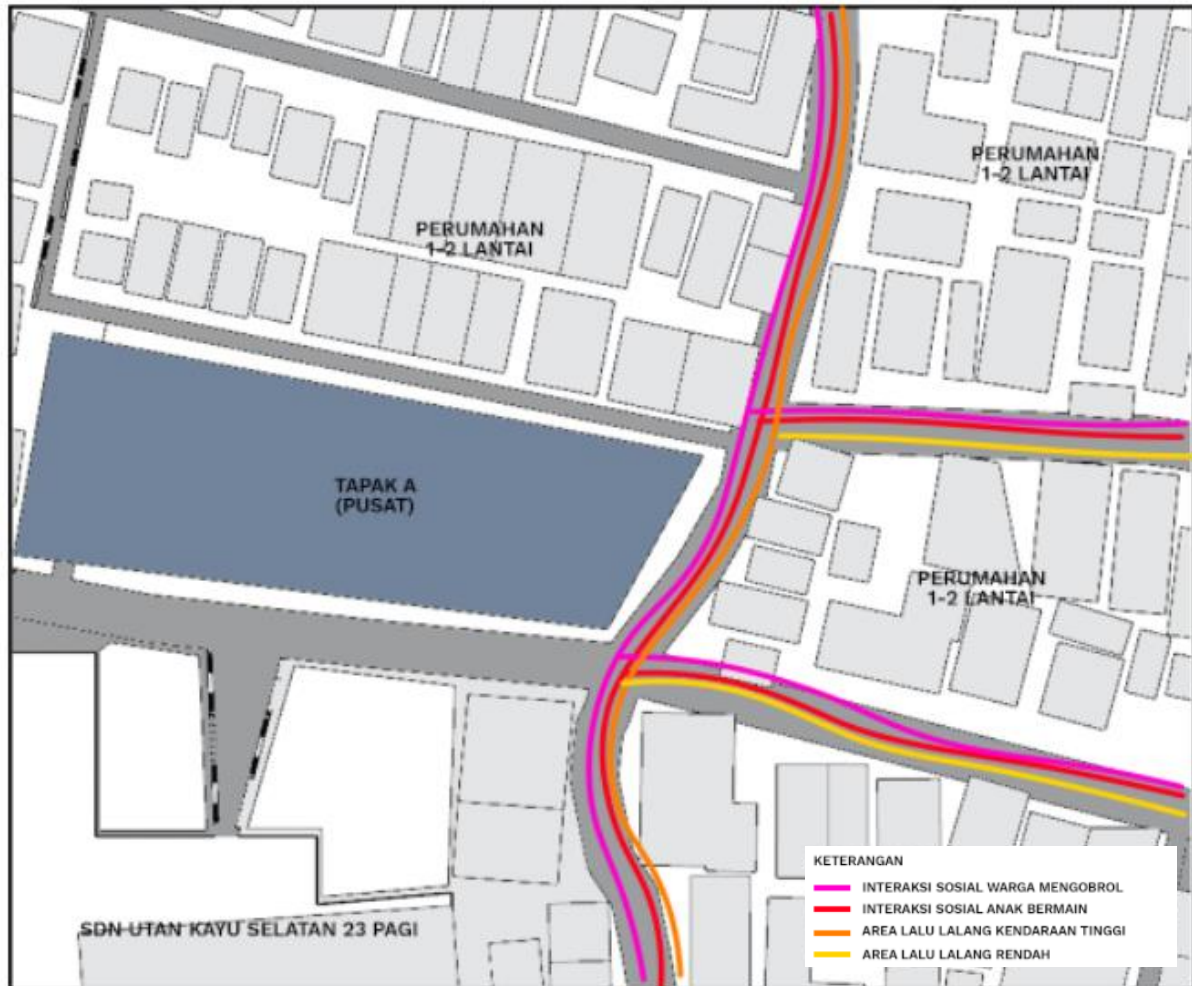 PERUMAHAN
1-2 LANTAI
PERUMAHAN
1-2 LANTAI
TAPAK A
(PUSAT)
PERUMAHAN
1-2 LANTAI
SDN UTAN KAYU SELATAN 23 PAGI
KETERANGAN
INTERAKSI SOSIAL WARGA MENGOBROL
INTERAKSI SOSIAL ANAK BERMAIN
AREA LALU LALANG KENDARAAN TINGGI
AREA LALU LALANG RENDAH